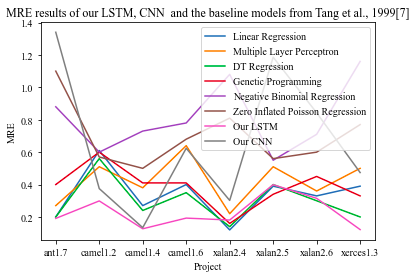 MRE results of our LSTM, CNN and the baseline models from Tang et al., 1999[7]
MRE
1.4
1.2
1.0
0.8
0.6
0.4
0.2
Linear Regression
Multiple Layer Perceptron
DT Regression
Genetic Programming
Negative Binomial Regression
Zero Inflated Poisson Regression
Our LSTM
Our CNN
ant1.7 camel1.2 camel1.4 camel1.6 xalan2.4 xalan2.5 xalan2.6 xerces1.3
Project